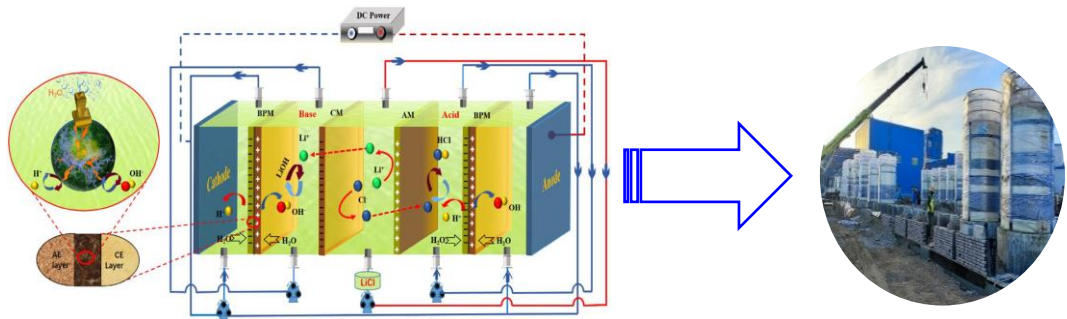 DC Power
H₂O
H⁺
OH⁻
AE
layer
CE
Layer
BPM
Base
CM
AM
Acid
BPM
Cathode
Anode
Li⁺
LiOH
H⁺
OH⁻
Li⁺
Cl⁻
HCl
H⁺
OH⁻
H₂O
H₂O
H₂O
H₂O
LiCl